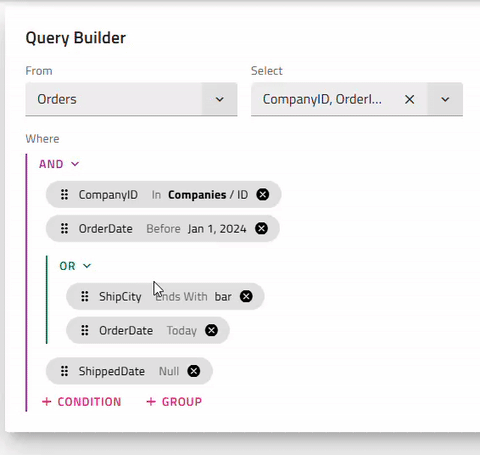 Query Builder
From Select
Orders CompanyID, OrderI...
Where
AND
CompanyID In Companies / ID
OrderDate Before Jan 1, 2024
OR
ShipCity Ends With bar
OrderDate Today
ShippedDate Null
+ CONDITION + GROUP